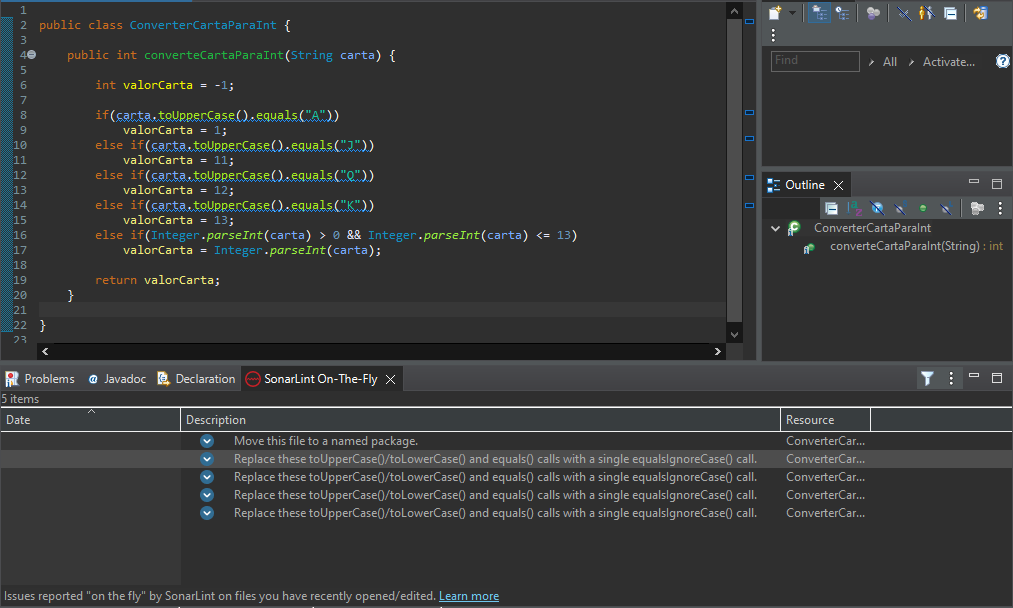 1
2 public class ConverterCartaParaInt {
3
4 public int converteCartaParaInt(String carta) {
5
6 int valorCarta = -1;
7
8 if(carta.toUpperCase().equals("A"))
9 valorCarta = 1;
10 else if(carta.toUpperCase().equals("J"))
11 valorCarta = 11;
12 else if(carta.toUpperCase().equals("Q"))
13 valorCarta = 12;
14 else if(carta.toUpperCase().equals("K"))
15 valorCarta = 13;
16 else if(Integer.parseInt(carta) > 0 && Integer.parseInt(carta) <= 13)
17 valorCarta = Integer.parseInt(carta);
18
19 return valorCarta;
20 }
21
22 }
23
Find All Activate...
Outline
ConverterCartaParaInt
converteCartaParaInt(String) : int
Problems Javadoc Declaration SonarLint On-The-Fly
5 items
Date Description Resource
Move this file to a named package. ConverterCar...
Replace these toUpperCase()/toLowerCase() and equals() calls with a single equalsIgnoreCase() call. ConverterCar...
Replace these toUpperCase()/toLowerCase() and equals() calls with a single equalsIgnoreCase() call. ConverterCar...
Replace these toUpperCase()/toLowerCase() and equals() calls with a single equalsIgnoreCase() call. ConverterCar...
Replace these toUpperCase()/toLowerCase() and equals() calls with a single equalsIgnoreCase() call. ConverterCar...
Issues reported "on the fly" by SonarLint on files you have recently opened/edited. Learn more